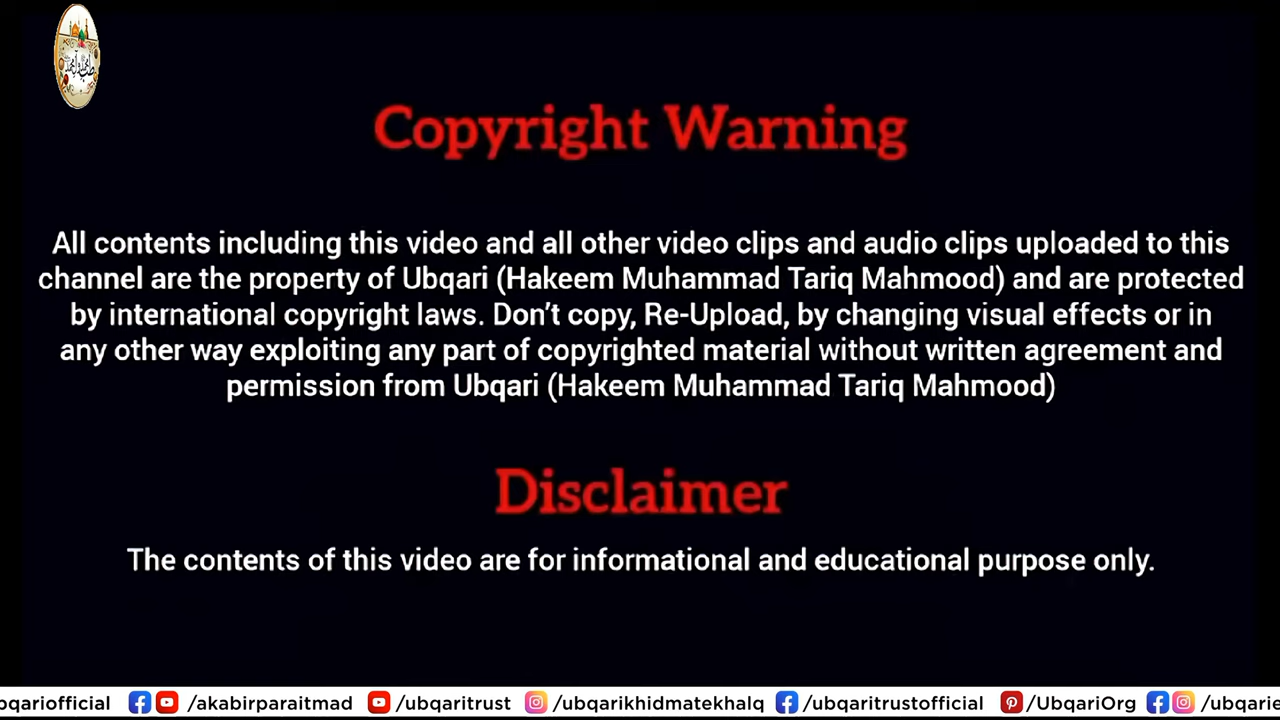 Copyright Warning
All contents including this video and all other video clips and audio clips uploaded to this
channel are the property of Ubqari (Hakeem Muhammad Tariq Mahmood) and are protected
by international copyright laws. Don't copy, Re-Upload, by changing visual effects or in
any other way exploiting any part of copyrighted material without written agreement and
permission from Ubqari (Hakeem Muhammad Tariq Mahmood)
Disclaimer
The contents of this video are for informational and educational purpose only.
bqariofficial /akabirparaitmad /ubqaritrust /ubqarikhidmatekhalq /ubqaritrustofficial /UbqariOrg /ubqarie